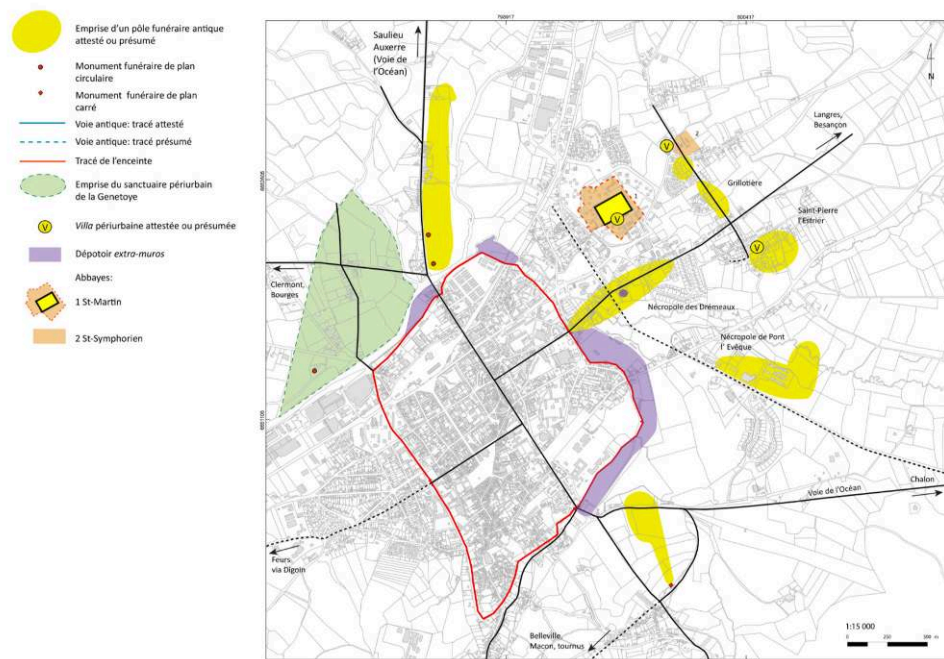 Emprise d'un pôle funéraire antique
attesté ou présumé
Monument funéraire de plan
circulaire
Monument funéraire de plan
carré
Voie antique: tracé attesté
Voie antique: tracé présumé
Tracé de l'enceinte
Emprise du sanctuaire périurbain
de la Genetoye
V
Villa périurbaine attestée ou présumée
Dépotoir extra-muros
Abbayes:
1 St-Martin
2 St-Symphorien
Saulieu
Auxerre
(Voie de
l'Océan)
N
Langres,
Besançon
V
2
Grillotière
Saint-Pierre
l'Estrier
V
V
Clermont,
Bourges
Nécropole des Drémeaux
Nécropole de Pont
l' Evêque
Voie de l'Océan
Chalon
Feurs
via Digoin
Belleville,
Macon, tournus
1:15 000
0 250 500 m